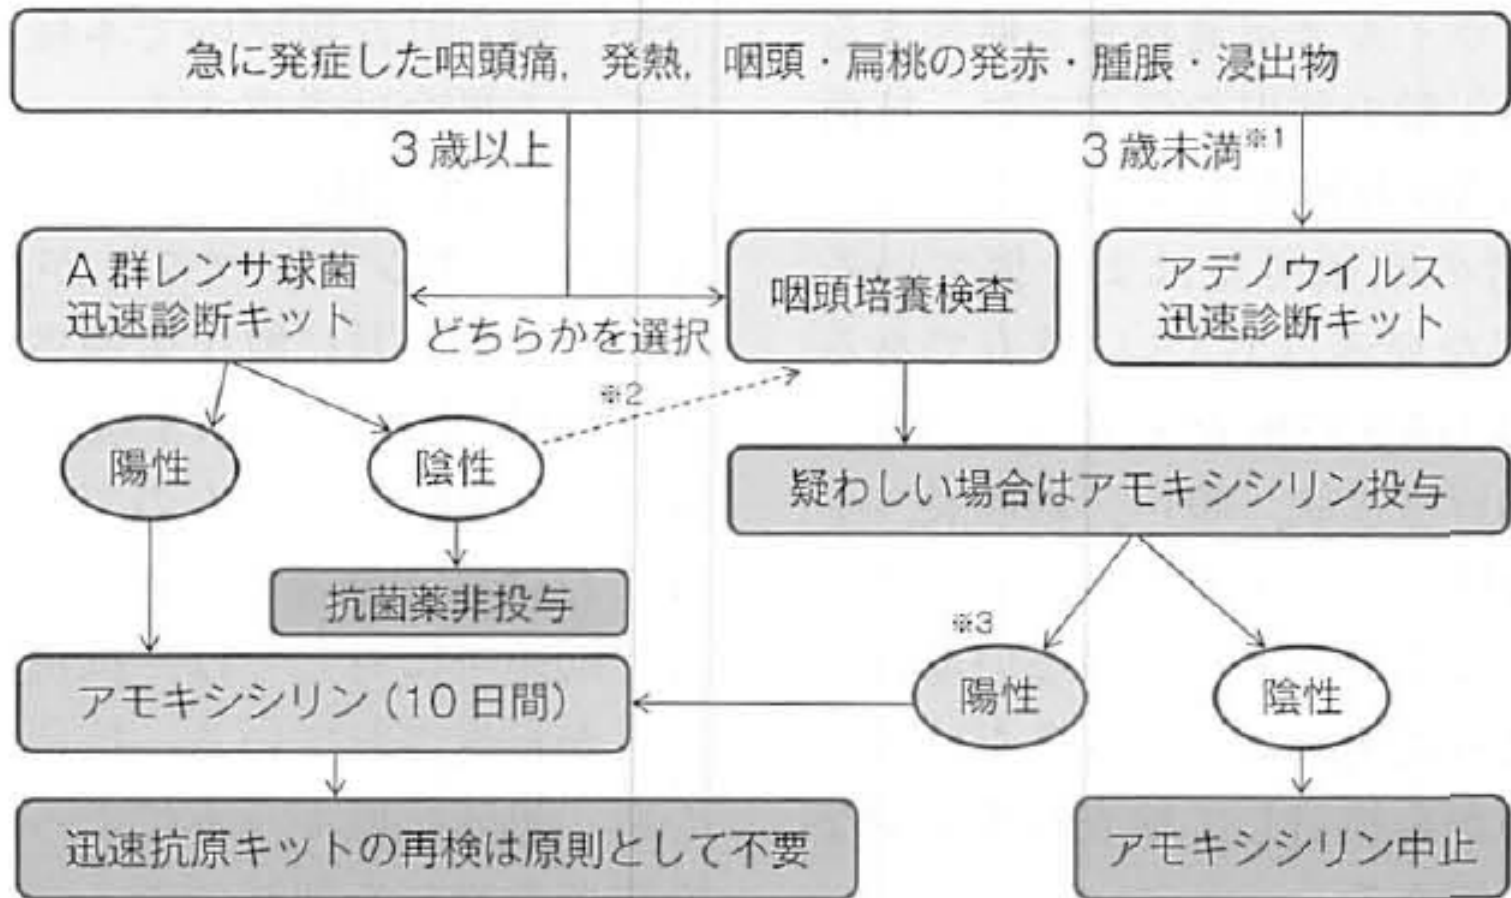 急に発症した咽頭痛，発熱，咽頭・扁桃の発赤・腫脹・浸出物
3歳以上
3歳未満※1
A群レンサ球菌
迅速診断キット
どちらかを選択
咽頭培養検査
アデノウイルス
迅速診断キット
※2
陽性
陰性
疑わしい場合はアモキシシリン投与
抗菌薬非投与
※3
アモキシシリン（10日間）
陽性
陰性
迅速抗原キットの再検は原則として不要
アモキシシリン中止